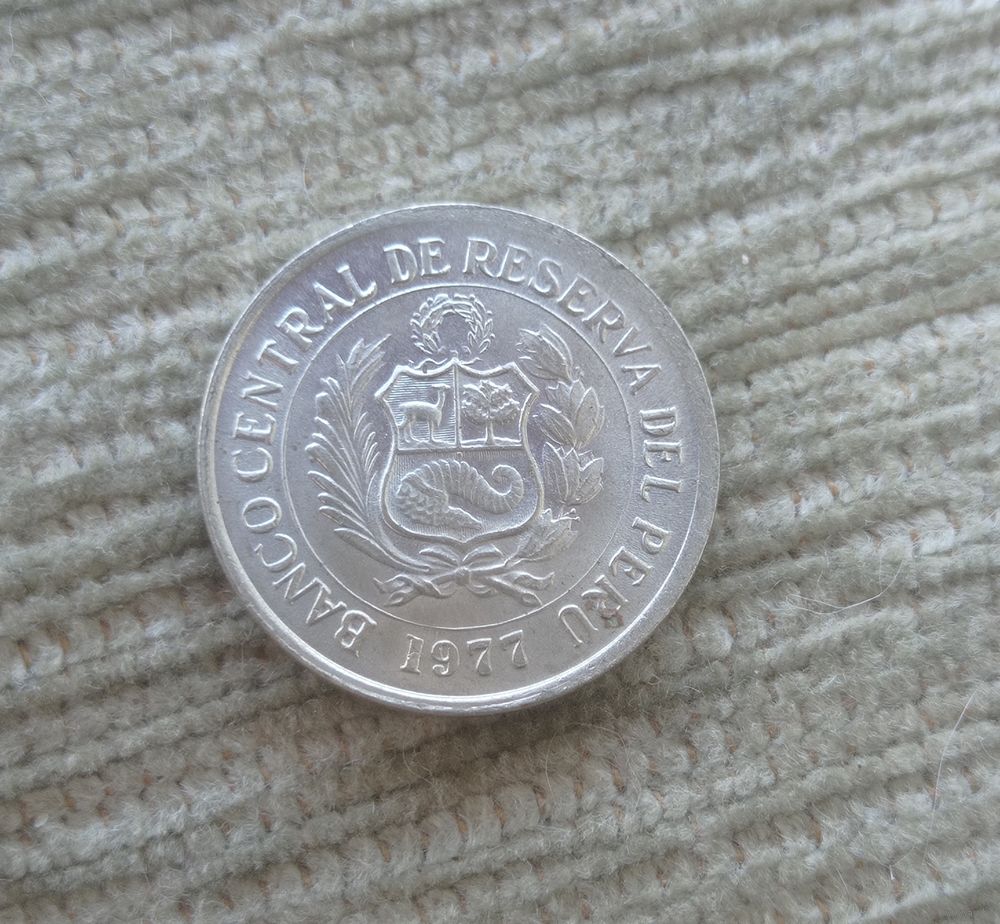 BANCO CENTRAL DE RESERVA DEL PERU
1977